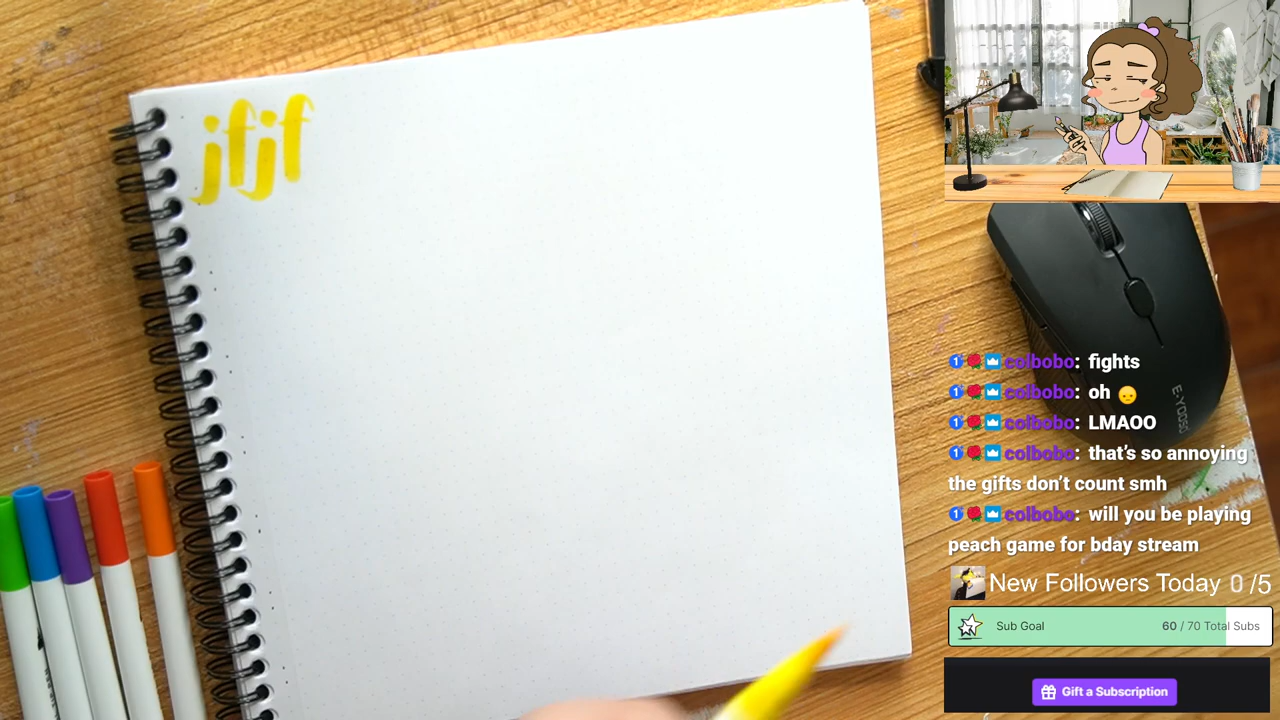 jfjf
E-YOOSO
colbobo: fights
colbobo: oh 😞
colbobo: LMAOO
colbobo: that's so annoying
the gifts don't count smh
colbobo: will you be playing
peach game for bday stream
New Followers Today 0 /5
Sub Goal 60 / 70 Total Subs
Gift a Subscription